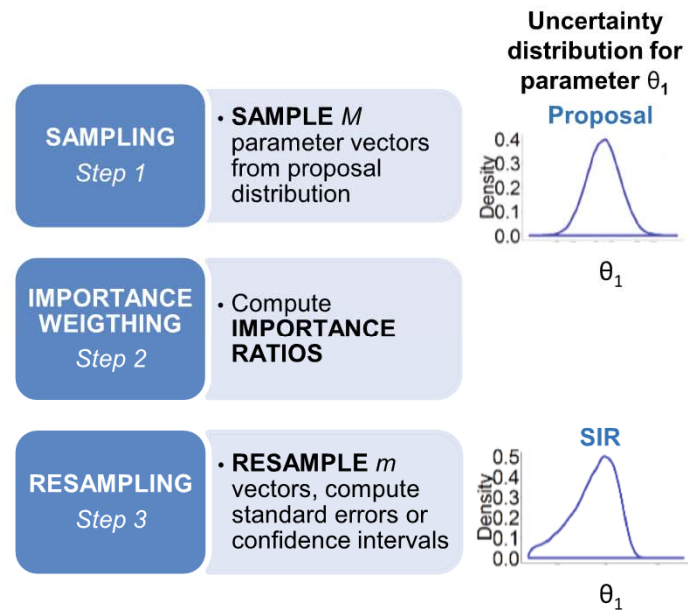 Uncertainty
distribution for
parameter θ₁
SAMPLING
Step 1
• SAMPLE M
parameter vectors
from proposal
distribution
Proposal
Density
0.4
0.3
0.2
0.1
0.0
θ₁
IMPORTANCE
WEIGTHING
Step 2
• Compute
IMPORTANCE
RATIOS
RESAMPLING
Step 3
• RESAMPLE m
vectors, compute
standard errors or
confidence intervals
SIR
Density
0.5
0.4
0.3
0.2
0.1
0.0
θ₁